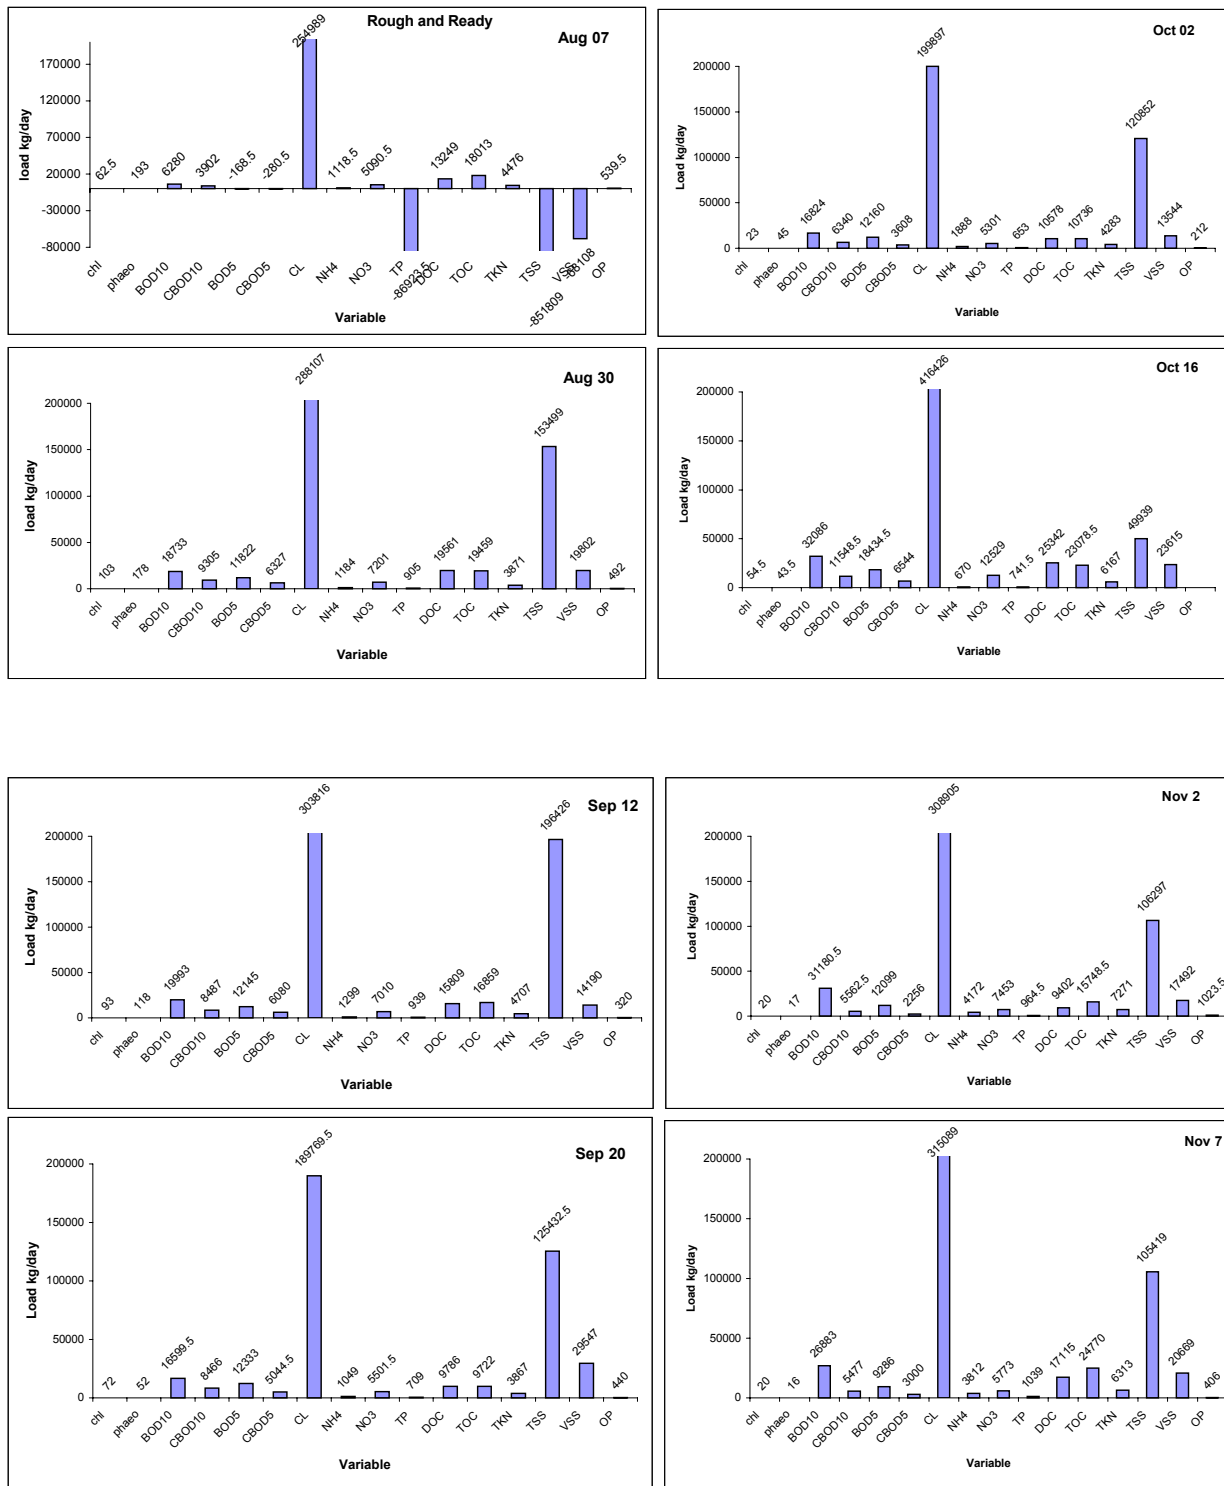 Rough and Ready
Aug 07
load kg/day
170000
120000
70000
20000
-30000
-80000
62.5 193 6280 3902 -168.5 -280.5 254989 1118.5 5090.5 -86923.5 13249 18013 4476 -851809 -68108 539.5
chl phaeo BOD10 CBOD10 BOD5 CBOD5 CL NH4 NO3 TP DOC TOC TKN TSS VSS OP
Variable
Oct 02
Load kg/day
200000
150000
100000
50000
0
23 45 16824 6340 12160 3608 199897 1888 5301 653 10578 10736 4283 120852 13544 212
chl phaeo BOD10 CBOD10 BOD5 CBOD5 CL NH4 NO3 TP DOC TOC TKN TSS VSS OP
Variable
Aug 30
load kg/day
200000
150000
100000
50000
0
103 178 18733 9305 11822 6327 288107 1184 7201 905 19561 19459 3871 153499 19802 492
chl phaeo BOD10 CBOD10 BOD5 CBOD5 CL NH4 NO3 TP DOC TOC TKN TSS VSS OP
Variable
Oct 16
Load kg/day
200000
150000
100000
50000
0
54.5 43.5 32086 11548.5 18434.5 6544 416426 670 12529 741.5 25342 23078.5 6167 49939 23615
chl phaeo BOD10 CBOD10 BOD5 CBOD5 CL NH4 NO3 TP DOC TOC TKN TSS VSS OP
Variable
Sep 12
Load kg/day
200000
150000
100000
50000
0
93 118 19993 8487 12145 6080 303816 1299 7010 939 15809 16859 4707 196426 14190 320
chl phaeo BOD10 CBOD10 BOD5 CBOD5 CL NH4 NO3 TP DOC TOC TKN TSS VSS OP
Variable
Nov 2
Load kg/day
200000
150000
100000
50000
0
20 17 31180.5 5562.5 12099 2256 308905 4172 7453 964.5 9402 15748.5 7271 106297 17492 1023.5
chl phaeo BOD10 CBOD10 BOD5 CBOD5 CL NH4 NO3 TP DOC TOC TKN TSS VSS OP
Variable
Sep 20
Load kg/day
200000
150000
100000
50000
0
72 52 16599.5 8466 12333 5044.5 189769.5 1049 5501.5 709 9786 9722 3867 125432.5 29547 440
chl phaeo BOD10 CBOD10 BOD5 CBOD5 CL NH4 NO3 TP DOC TOC TKN TSS VSS OP
Variable
Nov 7
Load kg/day
200000
150000
100000
50000
0
20 16 26883 5477 9286 3000 315089 3812 5773 1039 17115 24770 6313 105419 20669 406
chl phaeo BOD10 CBOD10 BOD5 CBOD5 CL NH4 NO3 TP DOC TOC TKN TSS VSS OP
Variable